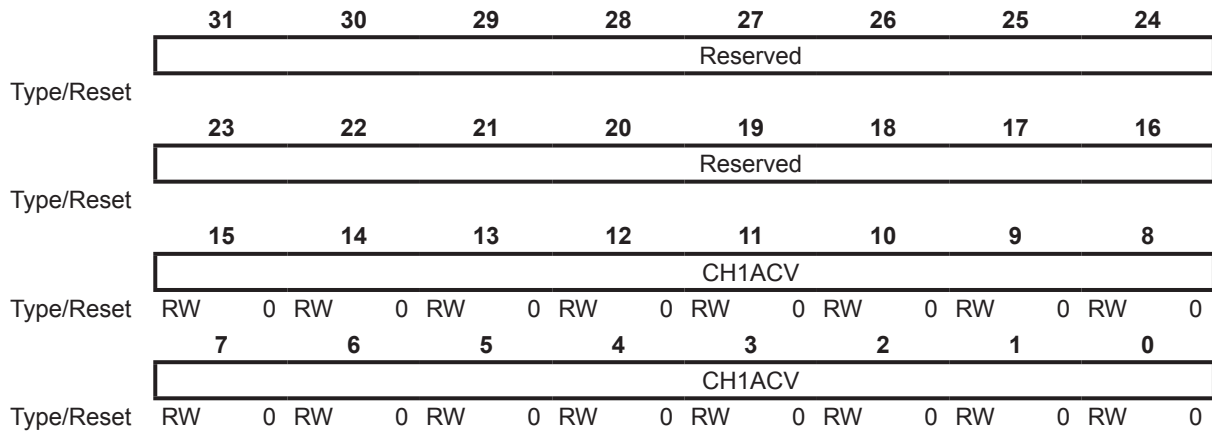 31 30 29 28 27 26 25 24
Reserved
Type/Reset
23 22 21 20 19 18 17 16
Reserved
Type/Reset
15 14 13 12 11 10 9 8
CH1ACV
Type/Reset RW 0 RW 0 RW 0 RW 0 RW 0 RW 0 RW 0 RW 0
7 6 5 4 3 2 1 0
CH1ACV
Type/Reset RW 0 RW 0 RW 0 RW 0 RW 0 RW 0 RW 0 RW 0